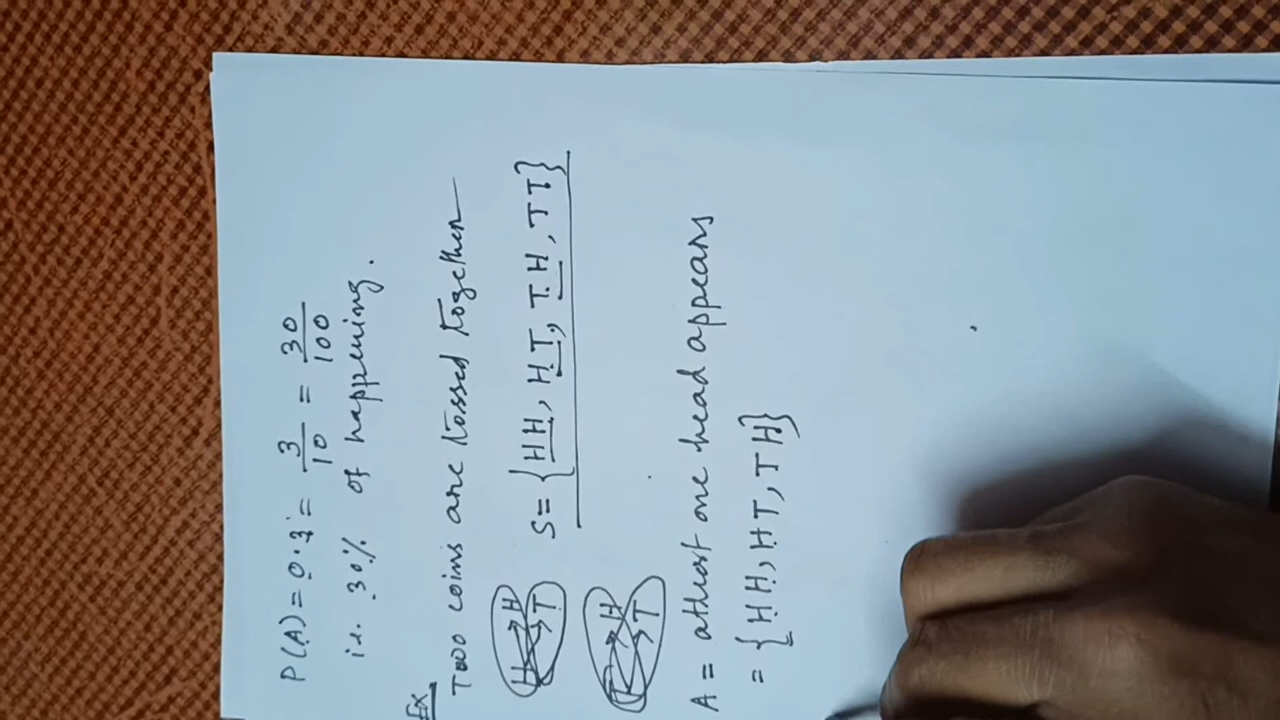 P(A) = 0.3 = 3/10 = 30/100
i.e. 30% of happening.
Ex
Two coins are tossed together
H → H
T
S = {HH, HT, TH, TT}
T → H
T
A = atleast one head appears
= {HH, HT, TH}